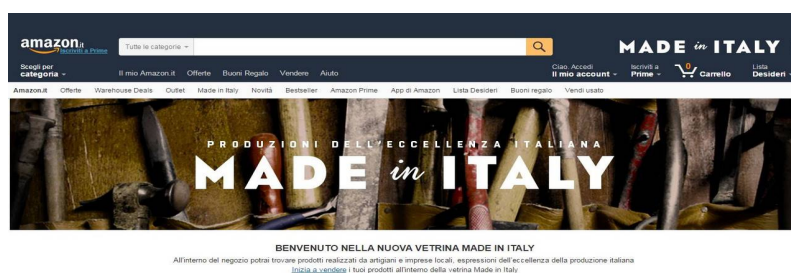 amazon.it
Iscriviti a Prime
Tutte le categorie
MADE in ITALY
Scegli per
categoria
Il mio Amazon.it Offerte Buoni Regalo Vendere Aiuto
Ciao. Accedi
Il mio account
Iscriviti a
Prime
0
Carrello
Lista
Desideri
Amazon.it Offerte Warehouse Deals Outlet Made in Italy Novità Bestseller Amazon Prime App di Amazon Lista Desideri Buoni regalo Vendi usato
PRODUZIONI DELL'ECCELLENZA ITALIANA
MADE in ITALY
BENVENUTO NELLA NUOVA VETRINA MADE IN ITALY
All'interno del negozio potrai trovare prodotti realizzati da artigiani e imprese locali, espressioni dell'eccellenza della produzione italiana
Inizia a vendere i tuoi prodotti all'interno della vetrina Made in Italy